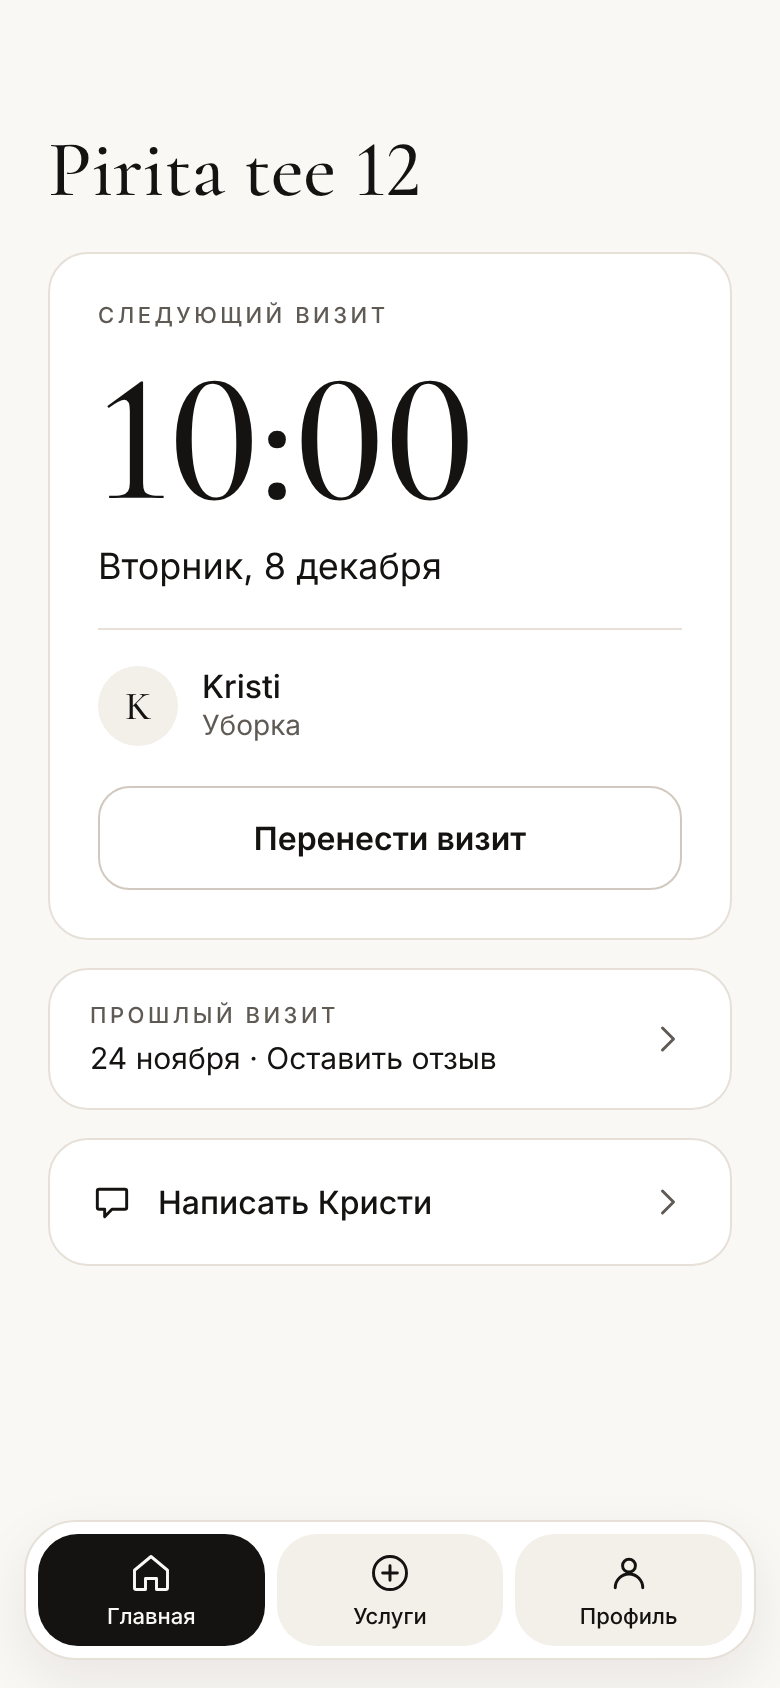 Pirita tee 12
СЛЕДУЮЩИЙ ВИЗИТ
10:00
Вторник, 8 декабря
K
Kristi
Уборка
Перенести визит
ПРОШЛЫЙ ВИЗИТ
24 ноября · Оставить отзыв
Написать Кристи
Главная
Услуги
Профиль